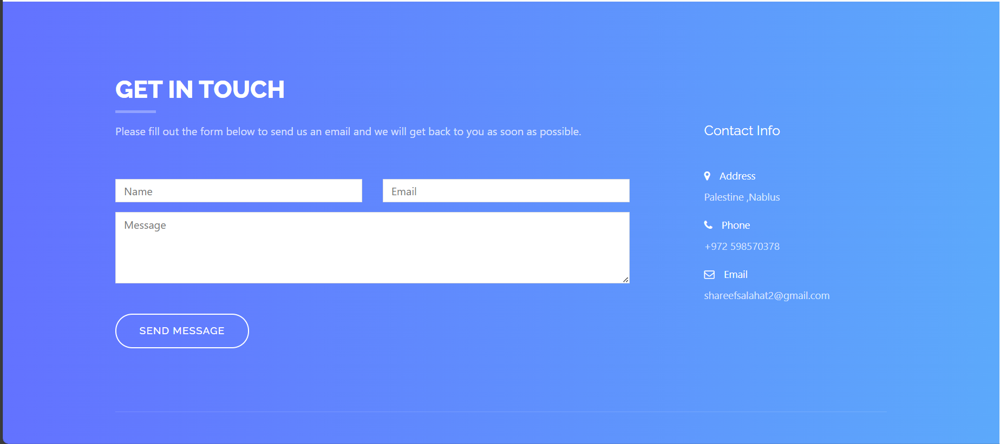 GET IN TOUCH
Please fill out the form below to send us an email and we will get back to you as soon as possible.
Name
Email
Message
SEND MESSAGE
Contact Info
Address
Palestine ,Nablus
Phone
+972 598570378
Email
shareefsalahat2@gmail.com